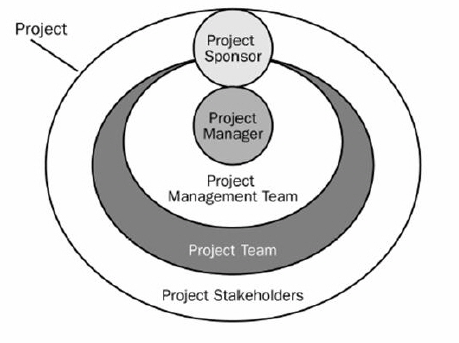 Project
Project
Sponsor
Project
Manager
Project
Management Team
Project Team
Project Stakeholders